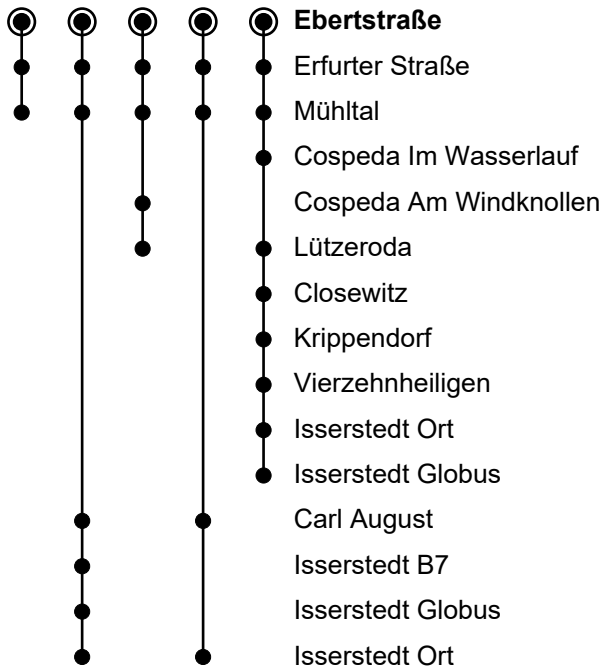 Ebertstraße
Erfurter Straße
Mühltal
Cospeda Im Wasserlauf
Cospeda Am Windknollen
Lützeroda
Closewitz
Krippendorf
Vierzehnheiligen
Isserstedt Ort
Isserstedt Globus
Carl August
Isserstedt B7
Isserstedt Globus
Isserstedt Ort